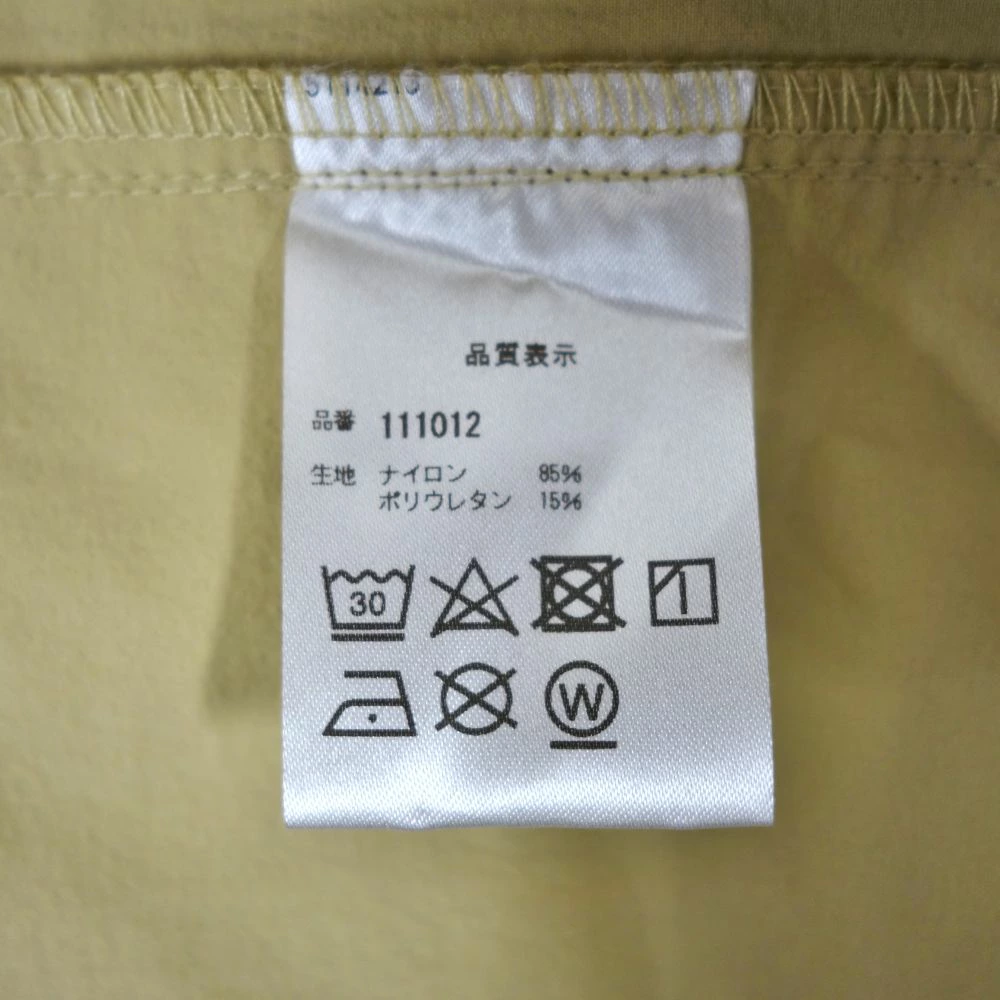 品質表示
品番 111012
生地 ナイロン 85%
ポリウレタン 15%
30
W